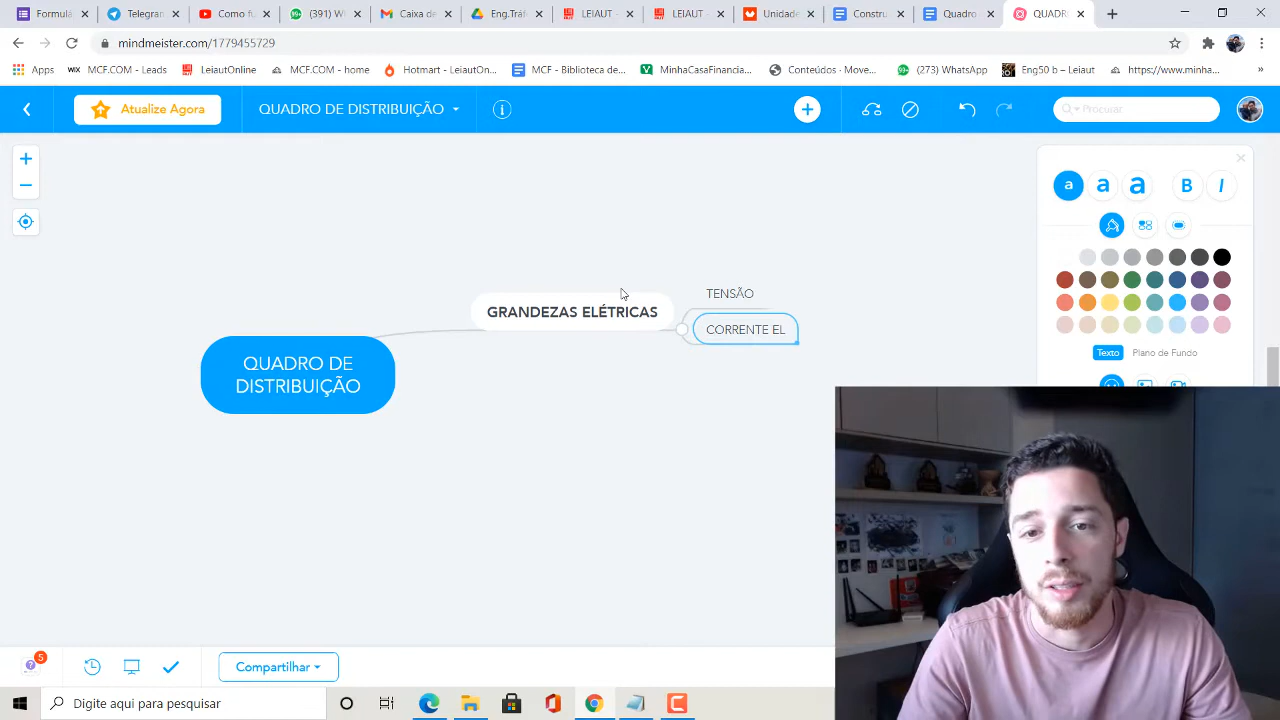 Formulá
Telegran
Como fu
(391) W
Caixa de
Eng.Tráf
LEIAUT
LEIAUT
Unidade
Constru
Quadro
QUADR
mindmeister.com/1779455729
Apps
WIX MCF.COM - Leads
LeiautOnline
MCF.COM - home
Hotmart - LeiautOn...
MCF - Biblioteca de...
MinhaCasaFinancia...
Conteúdos · Move...
(273) WhatsApp
Eng50 b – Leiaut
https://www.minha...
»
Atualize Agora
QUADRO DE DISTRIBUIÇÃO
Procurar
a a a B I
TENSÃO
GRANDEZAS ELÉTRICAS
CORRENTE EL
QUADRO DE
DISTRIBUIÇÃO
Texto Plano de Fundo
5
Compartilhar
Digite aqui para pesquisar